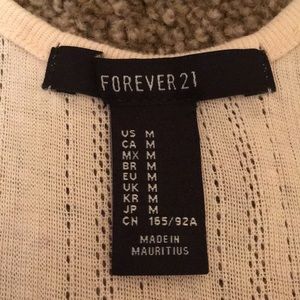 FOREVER 21
US M
CA M
MX M
BR M
EU M
UK M
KR M
JP M
CN 165/92A
MADE IN
MAURITIUS